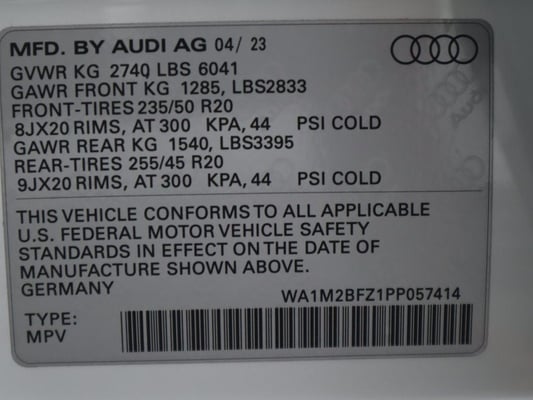 MFD. BY AUDI AG 04/ 23
GVWR KG 2740 LBS 6041
GAWR FRONT KG 1285, LBS2833
FRONT-TIRES 235/50 R20
8JX20 RIMS, AT 300 KPA, 44 PSI COLD
GAWR REAR KG 1540, LBS3395
REAR-TIRES 255/45 R20
9JX20 RIMS, AT 300 KPA, 44 PSI COLD
THIS VEHICLE CONFORMS TO ALL APPLICABLE
U.S. FEDERAL MOTOR VEHICLE SAFETY
STANDARDS IN EFFECT ON THE DATE OF
MANUFACTURE SHOWN ABOVE.
GERMANY
WA1M2BFZ1PP057414
TYPE:
MPV
Audi